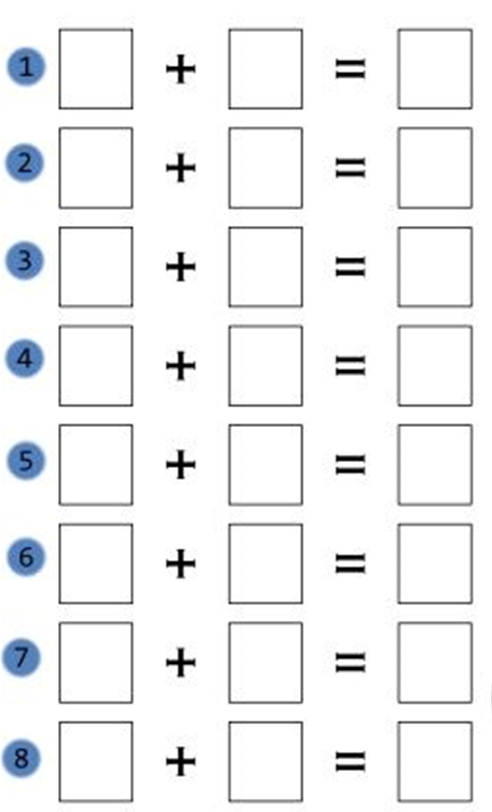 1 + =
2 + =
3 + =
4 + =
5 + =
6 + =
7 + =
8 + =